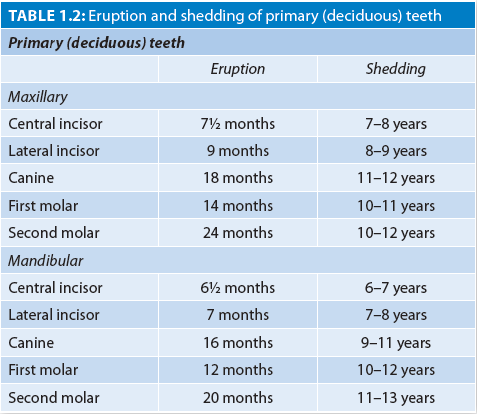 TABLE 1.2: Eruption and shedding of primary (deciduous) teeth
Primary (deciduous) teeth
Eruption Shedding
Maxillary
Central incisor 7½ months 7–8 years
Lateral incisor 9 months 8–9 years
Canine 18 months 11–12 years
First molar 14 months 10–11 years
Second molar 24 months 10–12 years
Mandibular
Central incisor 6½ months 6–7 years
Lateral incisor 7 months 7–8 years
Canine 16 months 9–11 years
First molar 12 months 10–12 years
Second molar 20 months 11–13 years